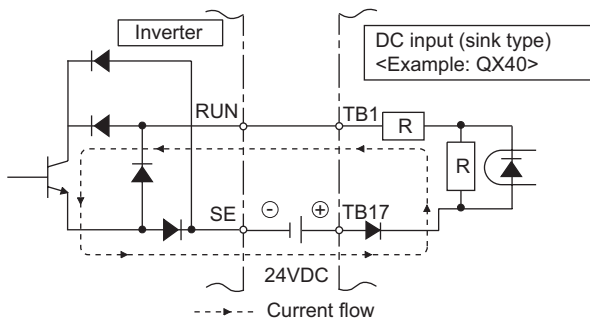 Inverter
DC input (sink type)
<Example: QX40>
RUN
TB1
R
R
SE
⊖
⊕
TB17
24VDC
Current flow